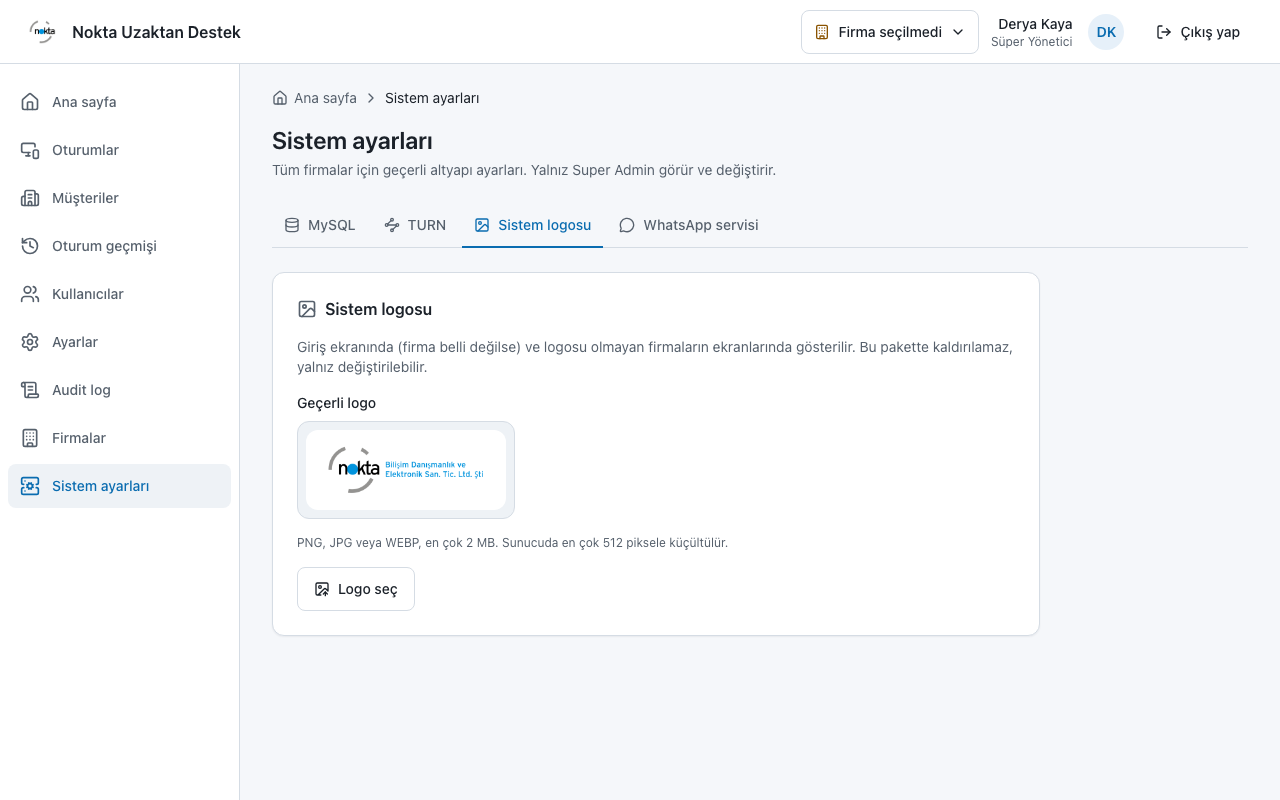 nokta
Nokta Uzaktan Destek
Firma seçilmedi
Derya Kaya
Süper Yönetici
DK
Çıkış yap
Ana sayfa
Oturumlar
Müşteriler
Oturum geçmişi
Kullanıcılar
Ayarlar
Audit log
Firmalar
Sistem ayarları
Ana sayfa
Sistem ayarları
Sistem ayarları
Tüm firmalar için geçerli altyapı ayarları. Yalnız Super Admin görür ve değiştirir.
MySQL
TURN
Sistem logosu
WhatsApp servisi
Sistem logosu
Giriş ekranında (firma belli değilse) ve logosu olmayan firmaların ekranlarında gösterilir. Bu pakette kaldırılamaz,
yalnız değiştirilebilir.
Geçerli logo
nokta
Bilişim Danışmanlık ve
Elektronik San. Tic. Ltd. Şti
PNG, JPG veya WEBP, en çok 2 MB. Sunucuda en çok 512 piksele küçültülür.
Logo seç